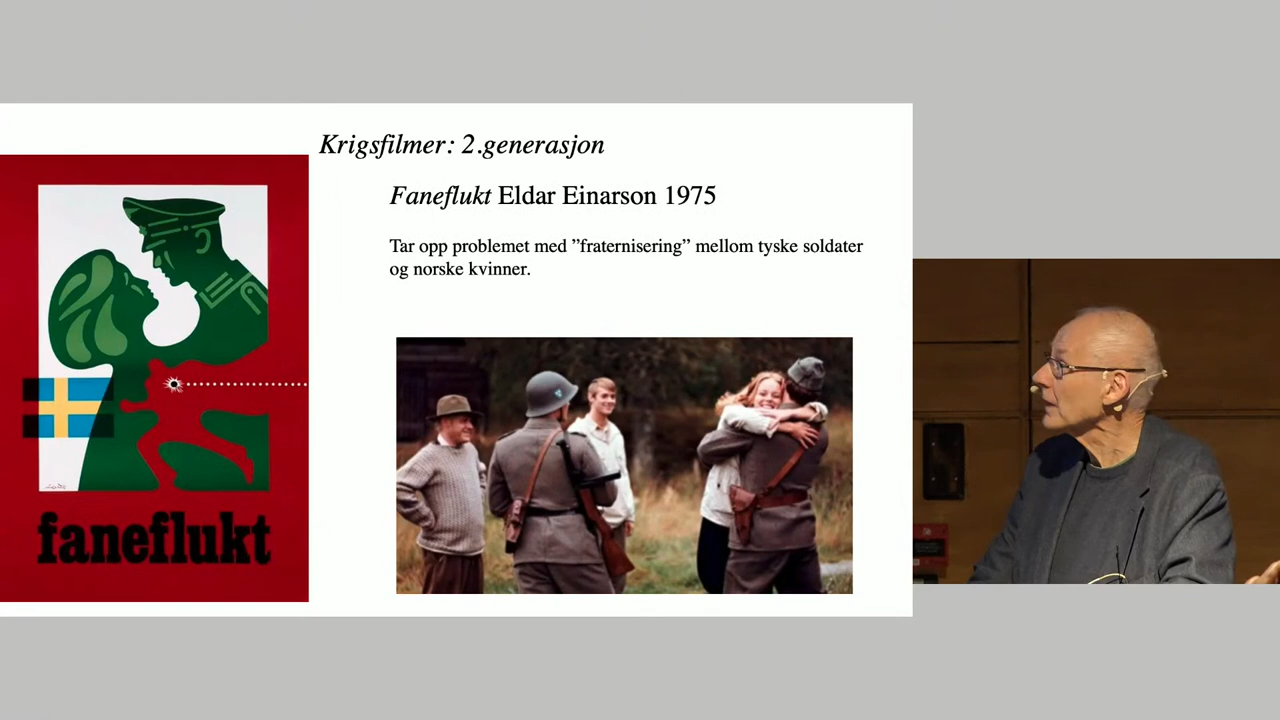 Krigsfilmer: 2.generasjon
Faneflukt Eldar Einarson 1975
Tar opp problemet med ”fraternisering” mellom tyske soldater
og norske kvinner.
faneflukt